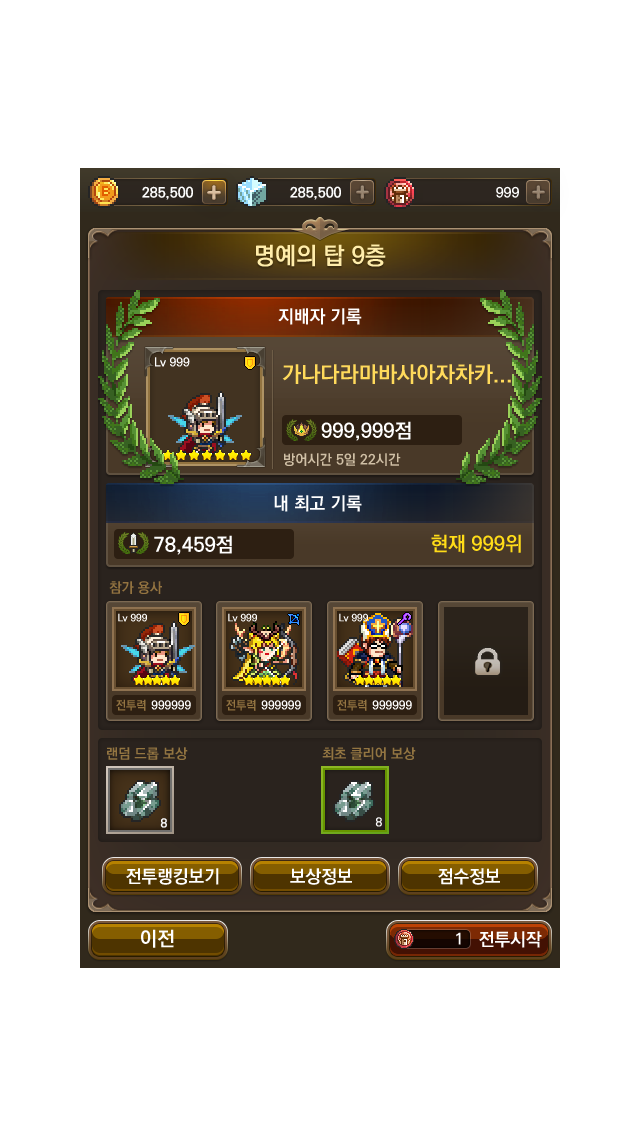 285,500 285,500 999
명예의 탑 9층
지배자 기록
Lv 999
가나다라마바사아자차카...
999,999점
방어시간 5일 22시간
내 최고 기록
78,459점 현재 999위
참가 용사
Lv 999 Lv 999 Lv 999
전투력 999999 전투력 999999 전투력 999999
랜덤 드롭 보상 최초 클리어 보상
8 8
전투랭킹보기 보상정보 점수정보
이전 1 전투시작